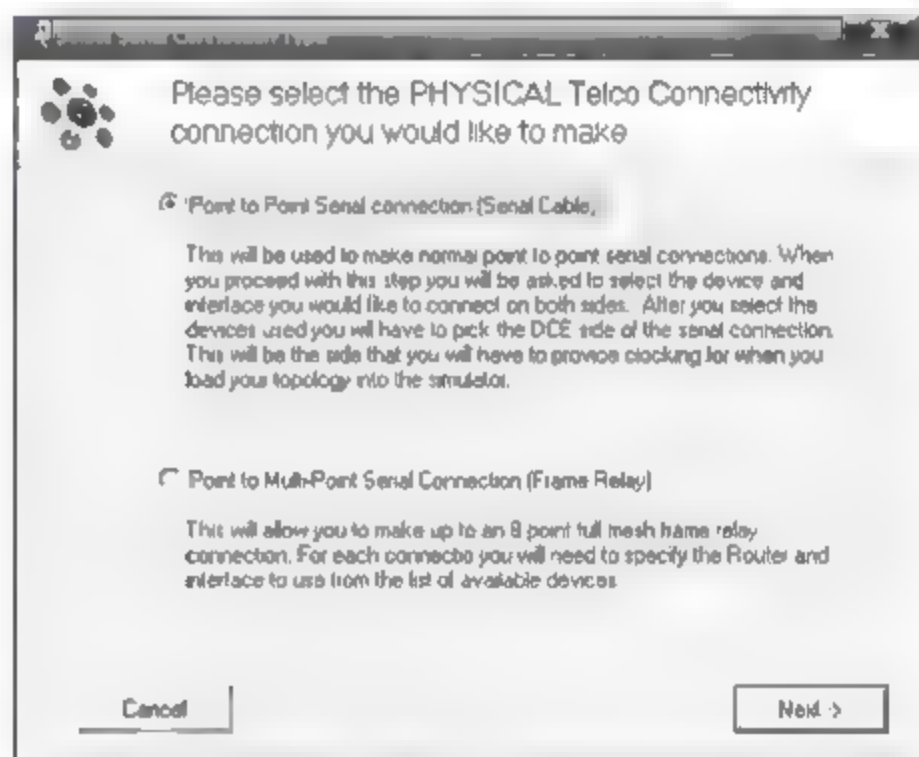 Please select the PHYSICAL Telco Connectivity
connection you would like to make
Point to Point Serial connection (Serial Cable)
This will be used to make normal point to point serial connections. When
you proceed with this step you will be asked to select the device and
interface you would like to connect on both sides. After you select the
devices used you will have to pick the DCE side of the serial connection.
This will be the side that you will have to provide clocking for when you
load your topology into the simulator.
Point to Multi-Point Serial Connection (Frame Relay)
This will allow you to make up to an 8 point full mesh frame relay
connection. For each connectio you will need to specify the Router and
interface to use from the list of available devices
Cancel
Next >